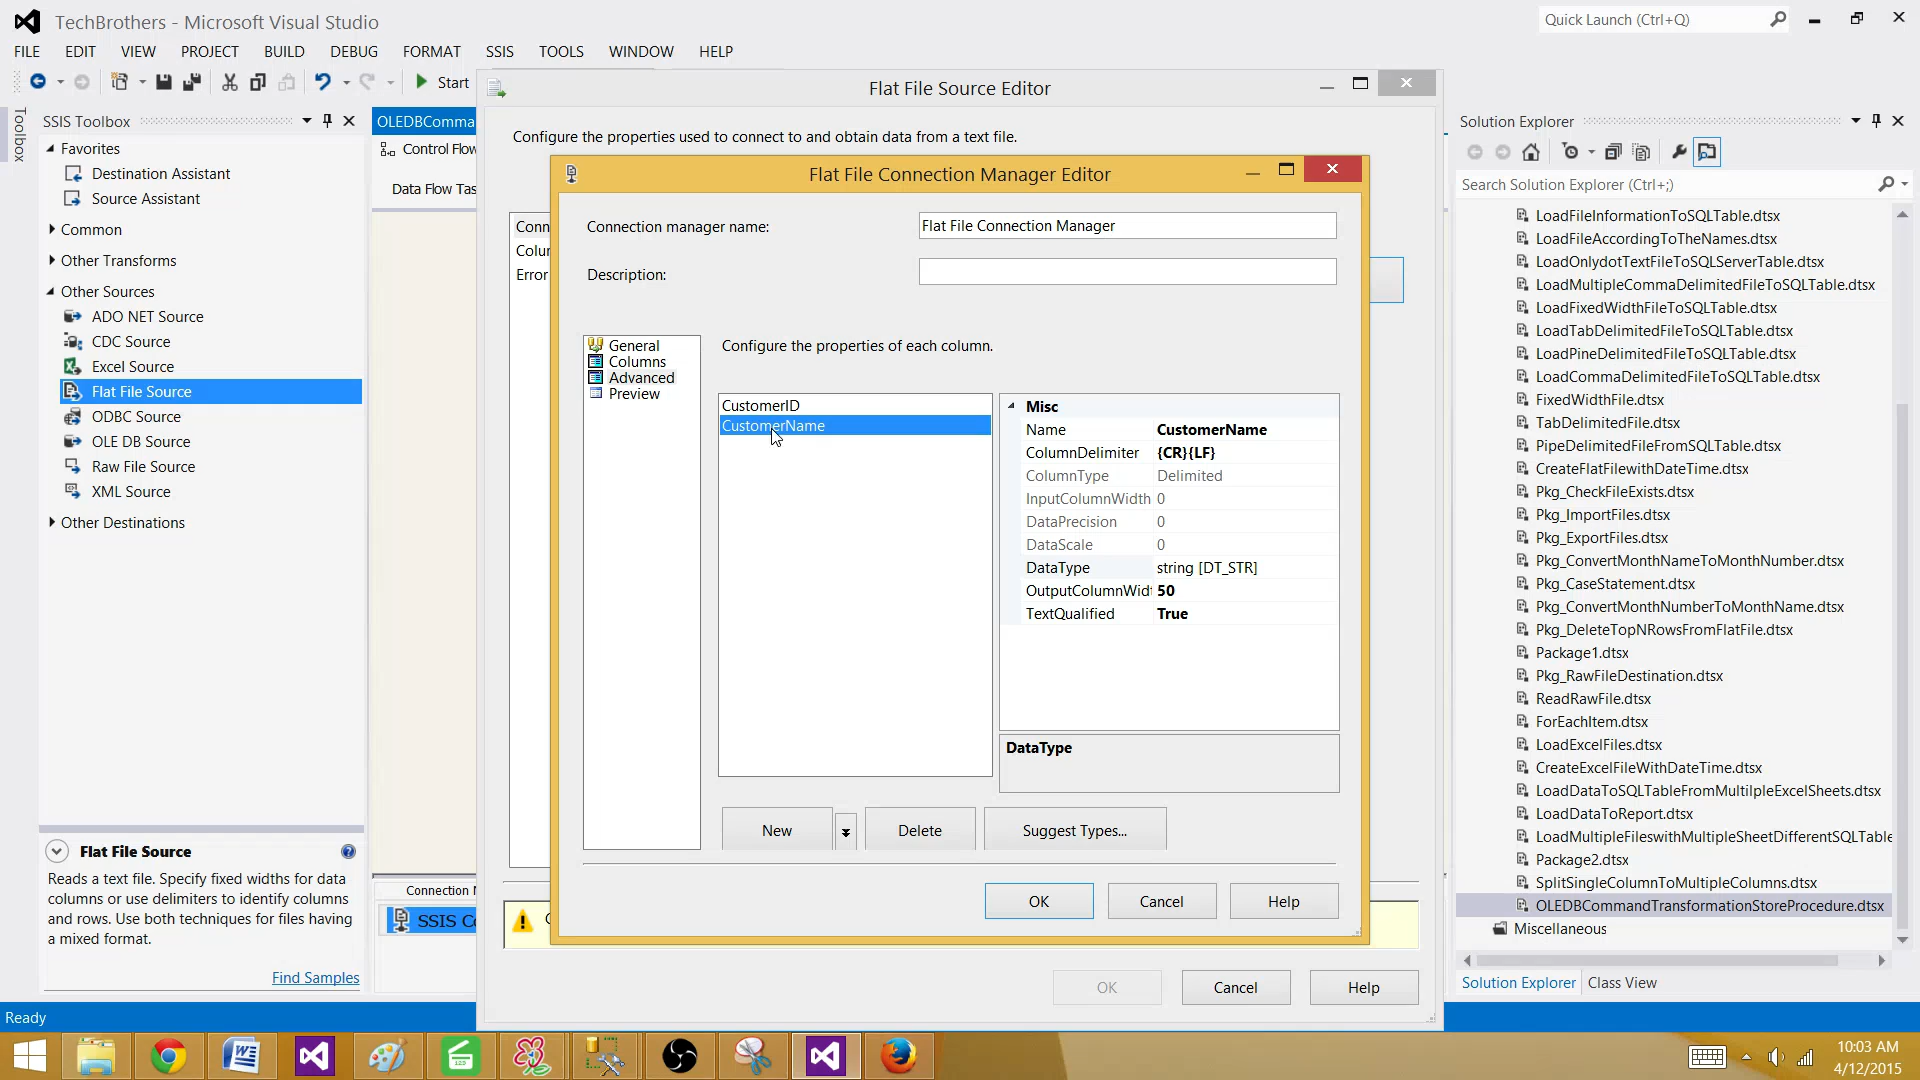 TechBrothers - Microsoft Visual Studio
Quick Launch (Ctrl+Q)
FILE EDIT VIEW PROJECT BUILD DEBUG FORMAT SSIS TOOLS WINDOW HELP
Start
Toolbox
SSIS Toolbox
Favorites
Destination Assistant
Source Assistant
Common
Other Transforms
Other Sources
ADO NET Source
CDC Source
Excel Source
Flat File Source
ODBC Source
OLE DB Source
Raw File Source
XML Source
Other Destinations
Flat File Source
Reads a text file. Specify fixed widths for data
columns or use delimiters to identify columns
and rows. Use both techniques for files having
a mixed format.
Find Samples
OLEDBComma
Control Flow
Data Flow Tas
Connection M
SSIS Co
Flat File Source Editor
Configure the properties used to connect to and obtain data from a text file.
Conn
Colur
Error
OK Cancel Help
Flat File Connection Manager Editor
Connection manager name: Flat File Connection Manager
Description:
General
Columns
Advanced
Preview
Configure the properties of each column.
CustomerID
CustomerName
Misc
Name CustomerName
ColumnDelimiter {CR}{LF}
ColumnType Delimited
InputColumnWidth 0
DataPrecision 0
DataScale 0
DataType string [DT_STR]
OutputColumnWidt 50
TextQualified True
DataType
New Delete Suggest Types...
OK Cancel Help
Solution Explorer
Search Solution Explorer (Ctrl+;)
LoadFileInformationToSQLTable.dtsx
LoadFileAccordingToTheNames.dtsx
LoadOnlydotTextFileToSQLServerTable.dtsx
LoadMultipleCommaDelimitedFileToSQLTable.dtsx
LoadFixedWidthFileToSQLTable.dtsx
LoadTabDelimitedFileToSQLTable.dtsx
LoadPineDelimitedFileToSQLTable.dtsx
LoadCommaDelimitedFileToSQLTable.dtsx
FixedWidthFile.dtsx
TabDelimitedFile.dtsx
PipeDelimitedFileFromSQLTable.dtsx
CreateFlatFilewithDateTime.dtsx
Pkg_CheckFileExists.dtsx
Pkg_ImportFiles.dtsx
Pkg_ExportFiles.dtsx
Pkg_ConvertMonthNameToMonthNumber.dtsx
Pkg_CaseStatement.dtsx
Pkg_ConvertMonthNumberToMonthName.dtsx
Pkg_DeleteTopNRowsFromFlatFile.dtsx
Package1.dtsx
Pkg_RawFileDestination.dtsx
ReadRawFile.dtsx
ForEachItem.dtsx
LoadExcelFiles.dtsx
CreateExcelFileWithDateTime.dtsx
LoadDataToSQLTableFromMultilpleExcelSheets.dtsx
LoadDataToReport.dtsx
LoadMultipleFileswithMultipleSheetDifferentSQLTable
Package2.dtsx
SplitSingleColumnToMultipleColumns.dtsx
OLEDBCommandTransformationStoreProcedure.dtsx
Miscellaneous
Solution Explorer Class View
Ready
10:03 AM
4/12/2015